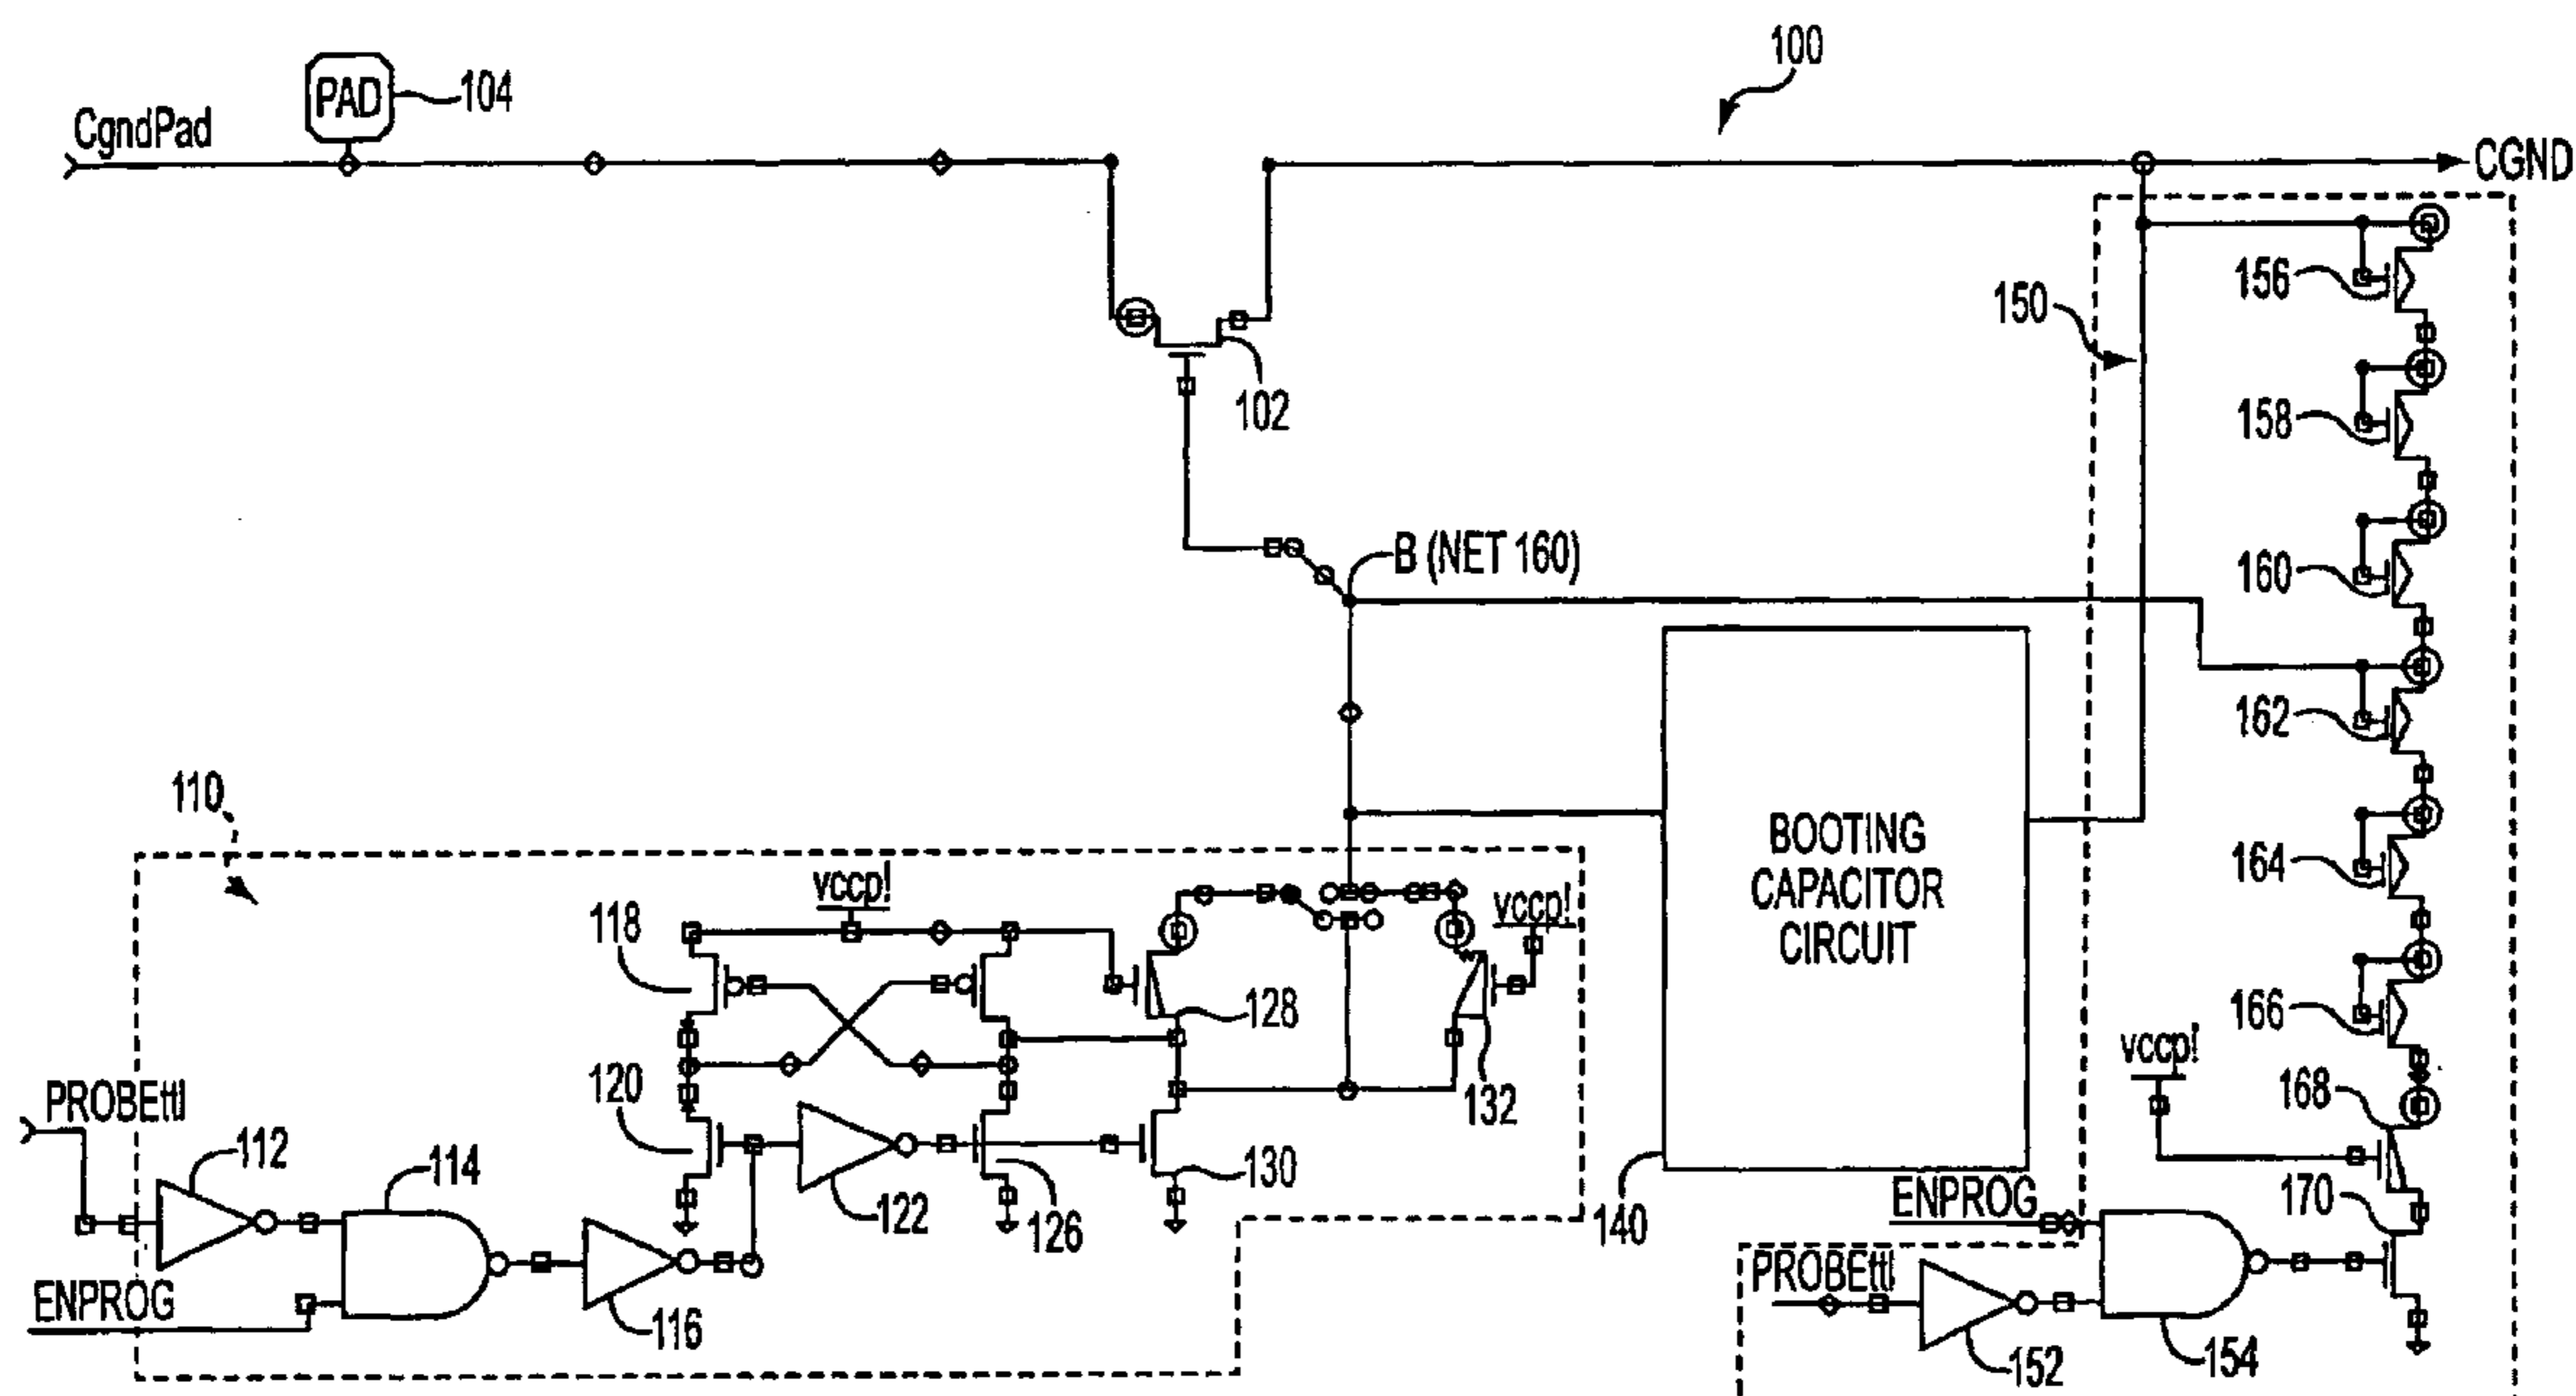 100
PAD
104
CgndPad
CGND
156
150
102
158
B (NET 160)
160
162
110
BOOTING
CAPACITOR
CIRCUIT
164
vccp!
vccp!
118
128
166
vccp!
168
120
132
PROBEttl
112
114
130
122
126
140
ENPROG
170
PROBEttl
ENPROG
116
152
154